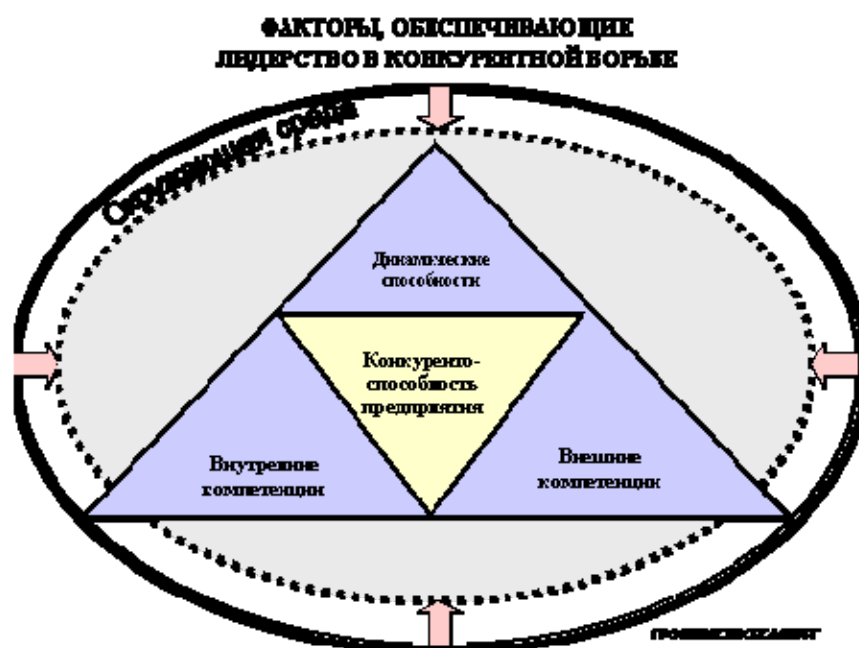 ФАКТОРЫ, ОБЕСПЕЧИВАЮЩИЕ
ЛИДЕРСТВО В КОНКУРЕНТНОЙ БОРЬБЕ
Окружающая среда
Динамические
способности
Конкуренто-
способность
предприятия
Внутренние
компетенции
Внешние
компетенции